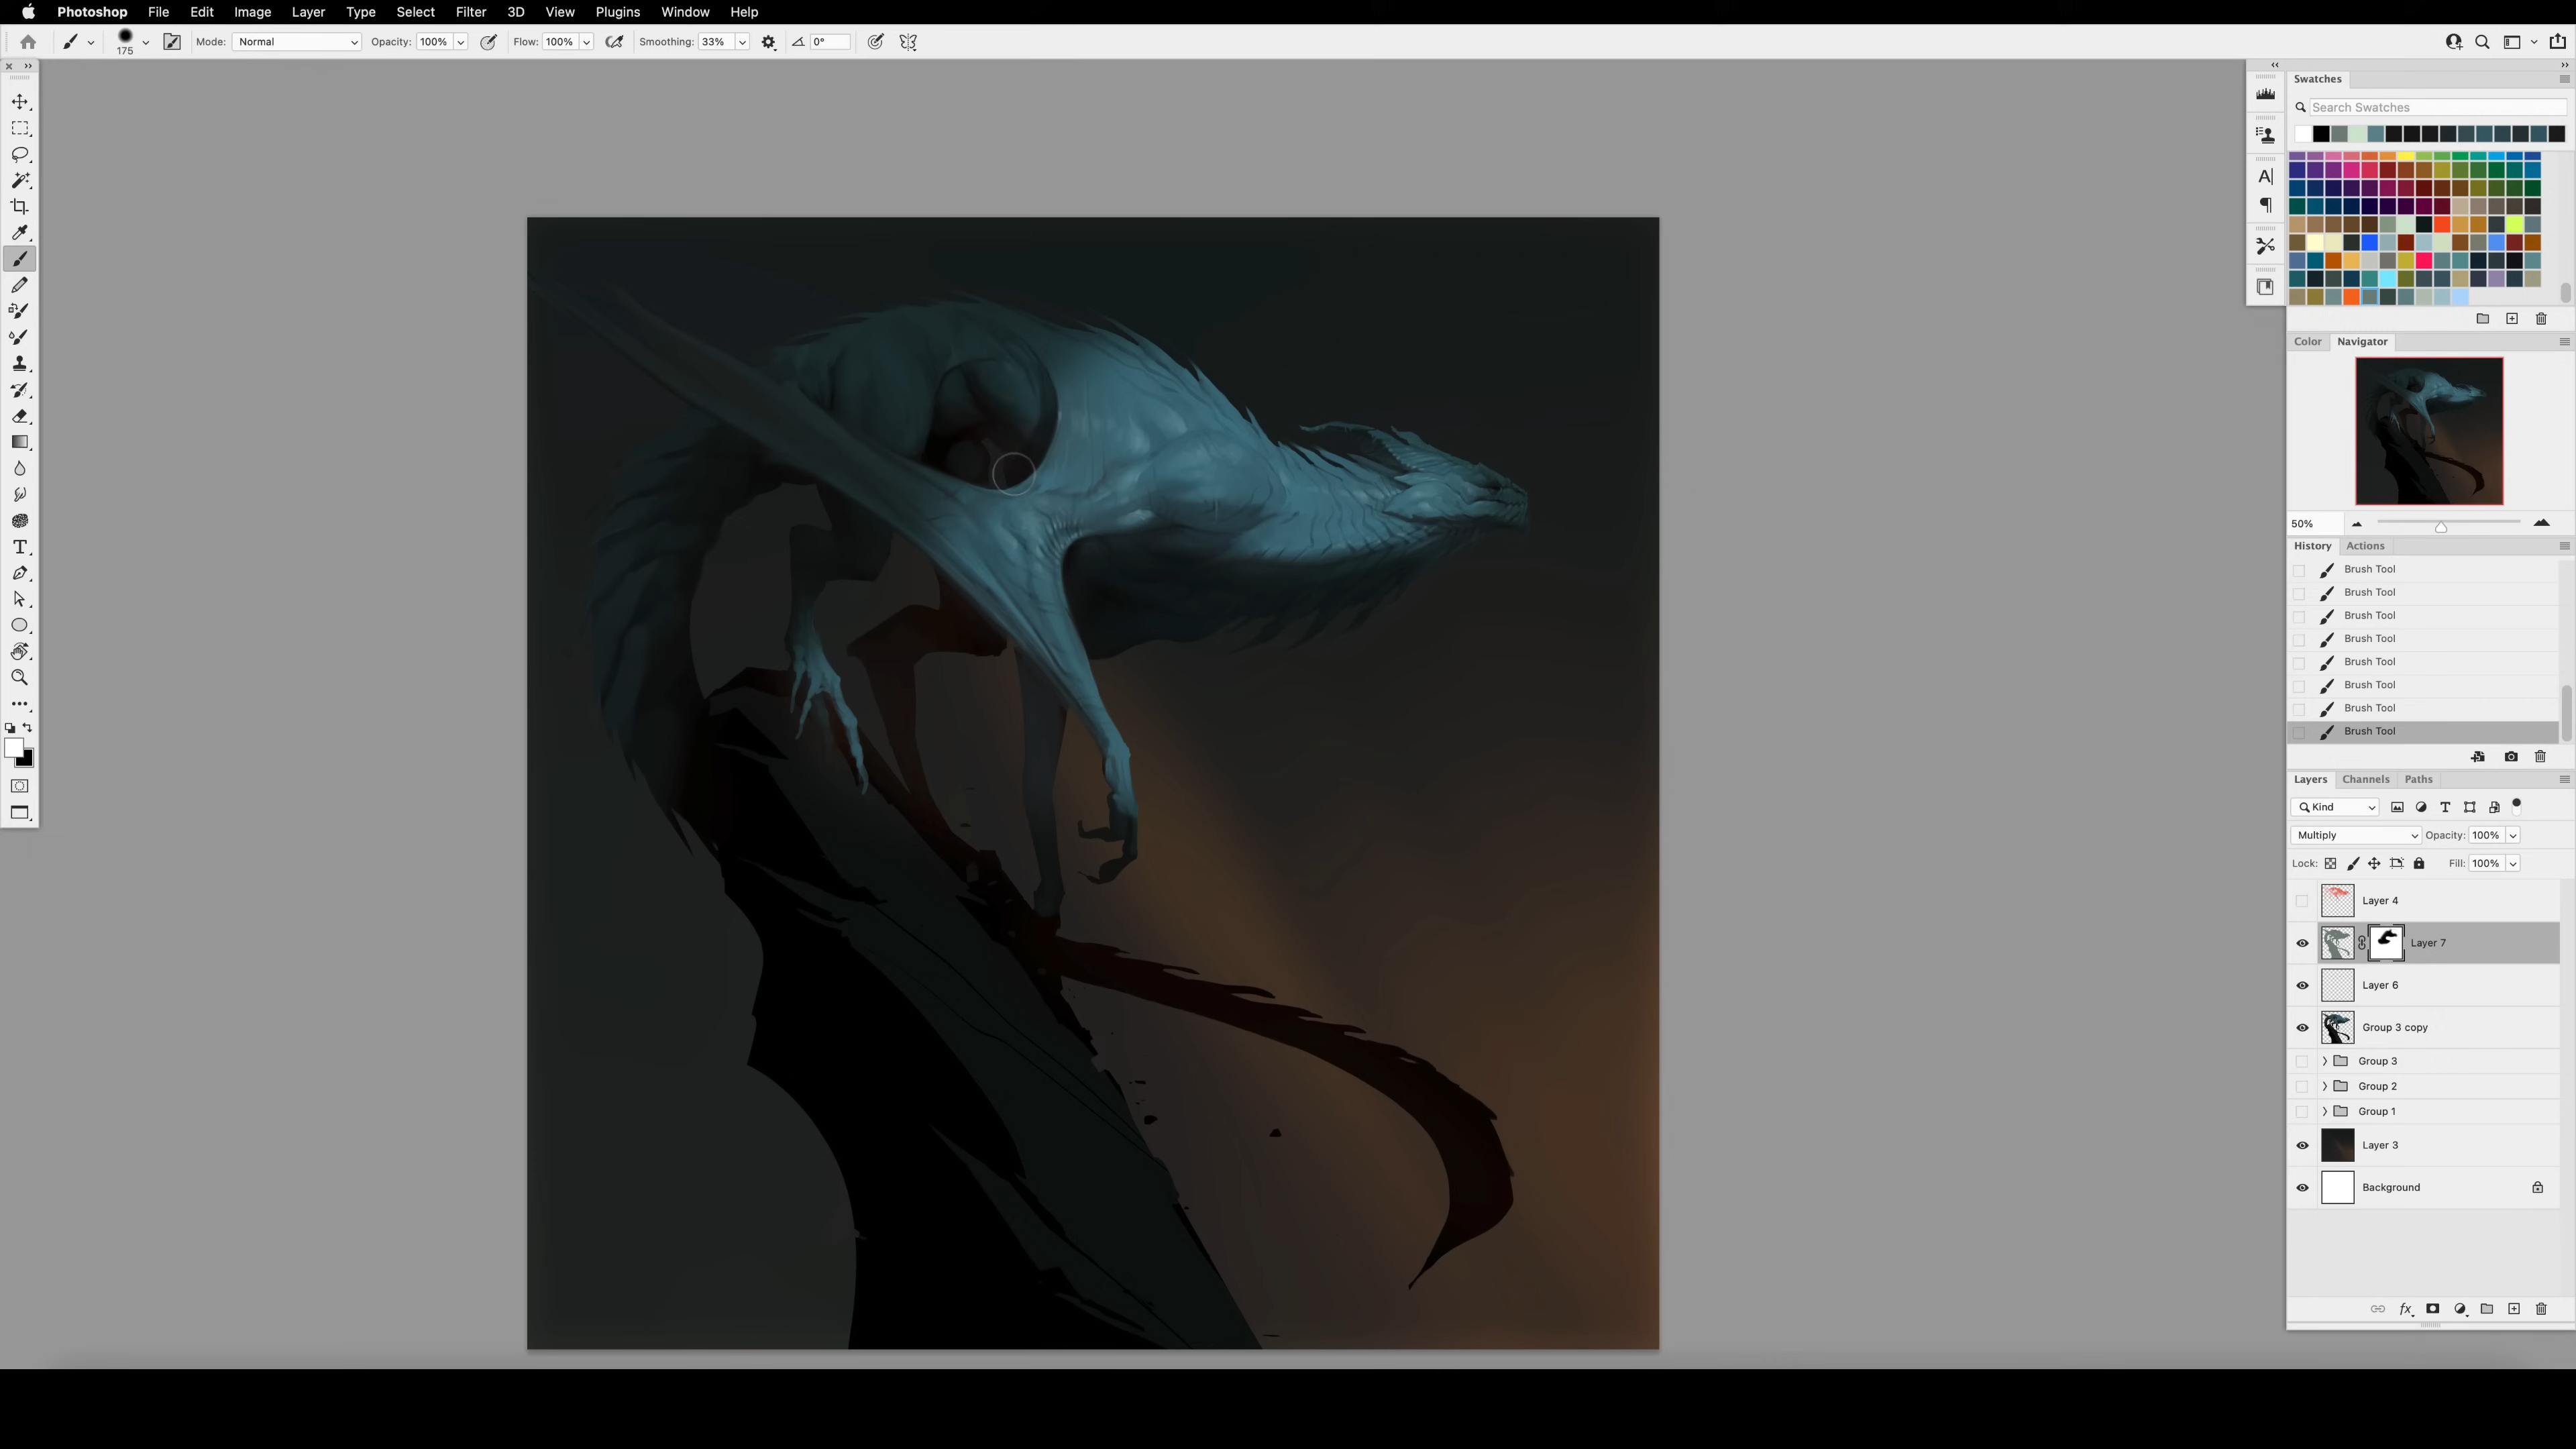 Photoshop File Edit Image Layer Type Select Filter 3D View Plugins Window Help
175 Mode: Normal Opacity: 100% Flow: 100% Smoothing: 33% 0°
Swatches
Search Swatches
Color Navigator
50%
History Actions
Brush Tool
Brush Tool
Brush Tool
Brush Tool
Brush Tool
Brush Tool
Brush Tool
Brush Tool
Layers Channels Paths
Kind
Multiply Opacity: 100%
Lock: Fill: 100%
Layer 4
Layer 7
Layer 6
Group 3 copy
Group 3
Group 2
Group 1
Layer 3
Background
fx